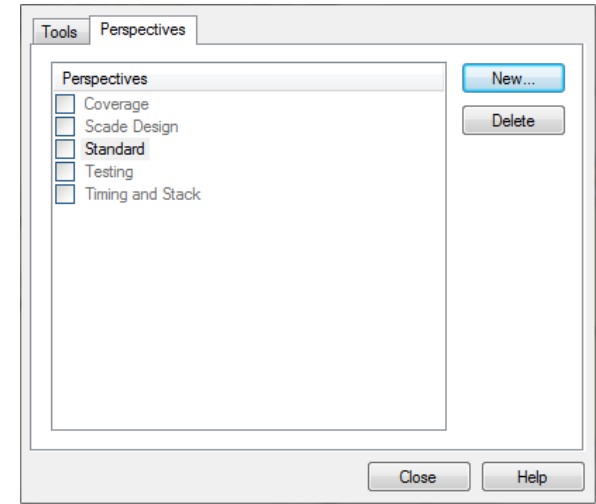 Tools Perspectives
Perspectives
New...
Coverage
Scade Design
Delete
Standard
Testing
Timing and Stack
Close Help